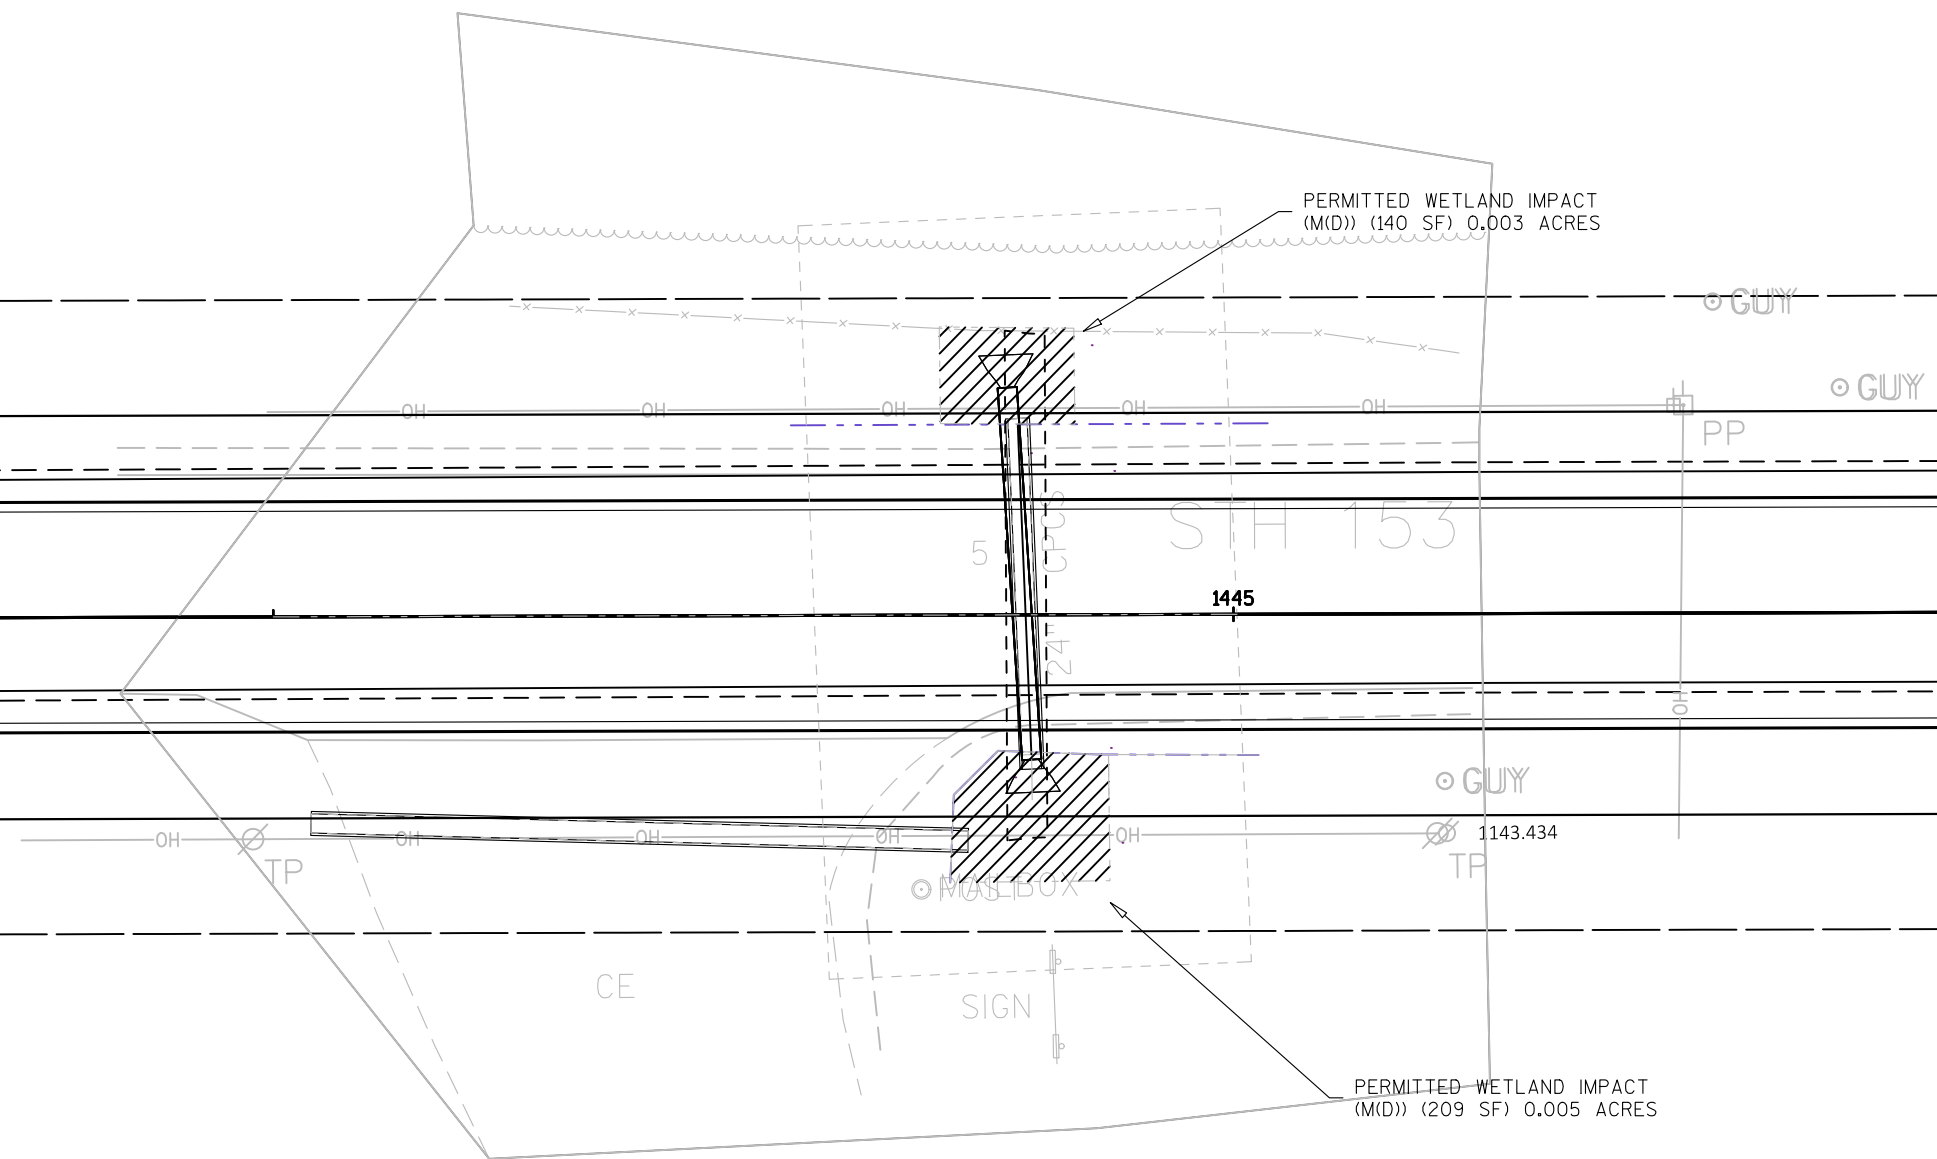 PERMITTED WETLAND IMPACT
(M(D)) (140 SF) 0.003 ACRES
GUY
GUY
OH OH OH OH OH
PP
STH 153
5
24" CPCS
1445
OH
GUY
1143.434
OH OH OH OH OH
TP
TP
MAILBOX
POST
CE
SIGN
PERMITTED WETLAND IMPACT
(M(D)) (209 SF) 0.005 ACRES